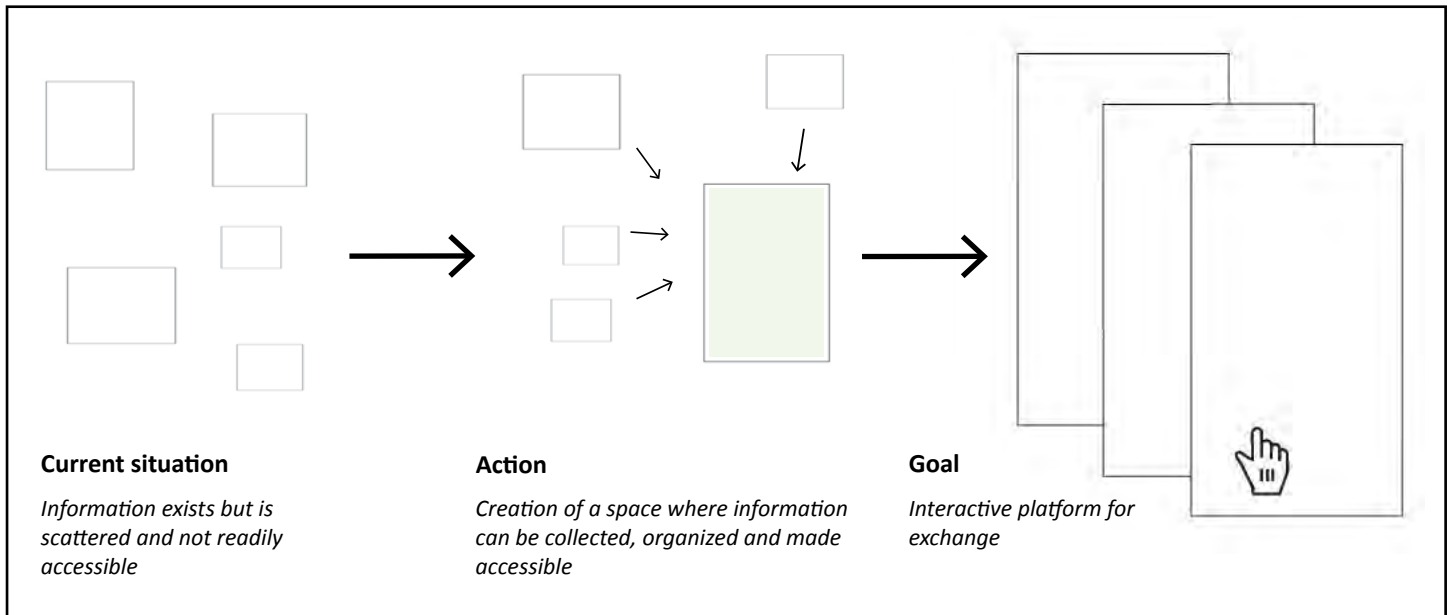 Current situation
Information exists but is
scattered and not readily
accessible
Action
Creation of a space where information
can be collected, organized and made
accessible
Goal
Interactive platform for
exchange